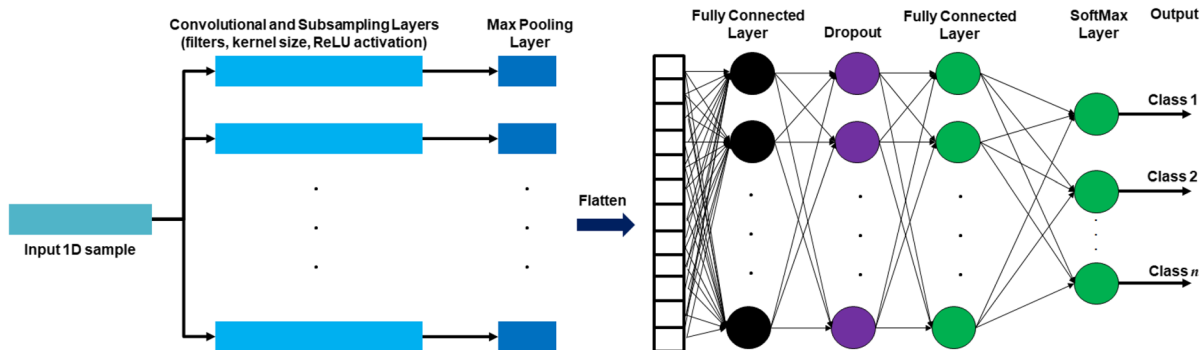 Convolutional and Subsampling Layers
(filters, kernel size, ReLU activation)
Max Pooling
Layer
Input 1D sample
Flatten
Fully Connected
Layer
Dropout
Fully Connected
Layer
SoftMax
Layer
Output
Class 1
Class 2
Class n